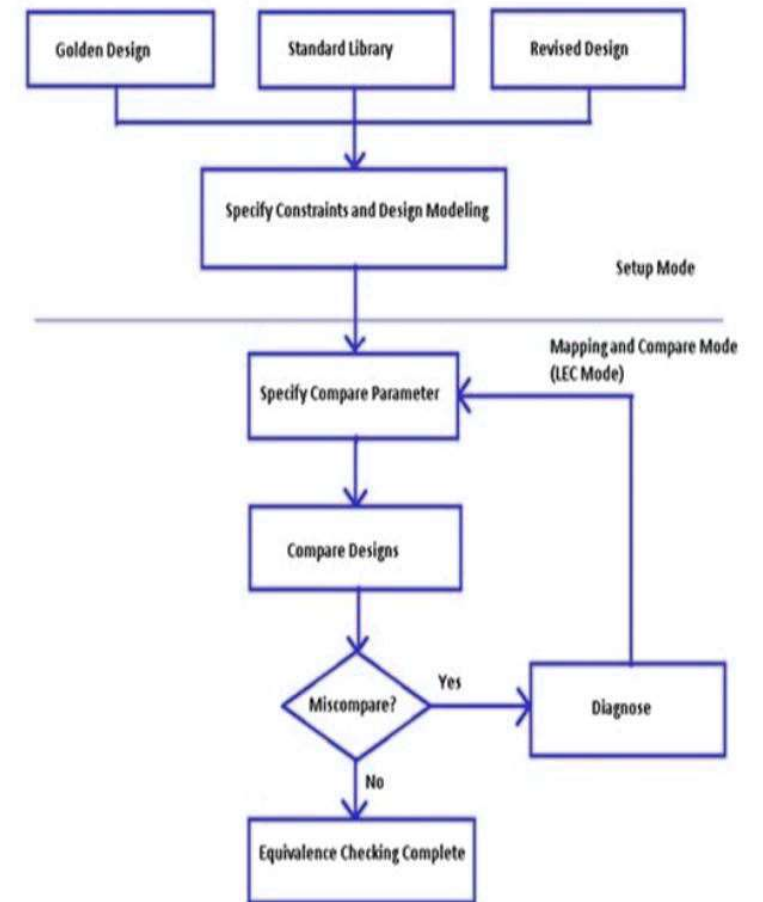 Golden Design
Standard Library
Revised Design
Specify Constraints and Design Modeling
Setup Mode
Mapping and Compare Mode
(LEC Mode)
Specify Compare Parameter
Compare Designs
Miscompare?
Yes
Diagnose
No
Equivalence Checking Complete